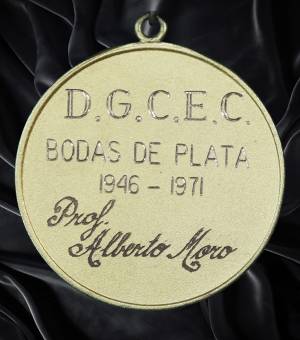 D.G.C.E.C.
BODAS DE PLATA
1946 - 1971
Prof.
Alberto Moro